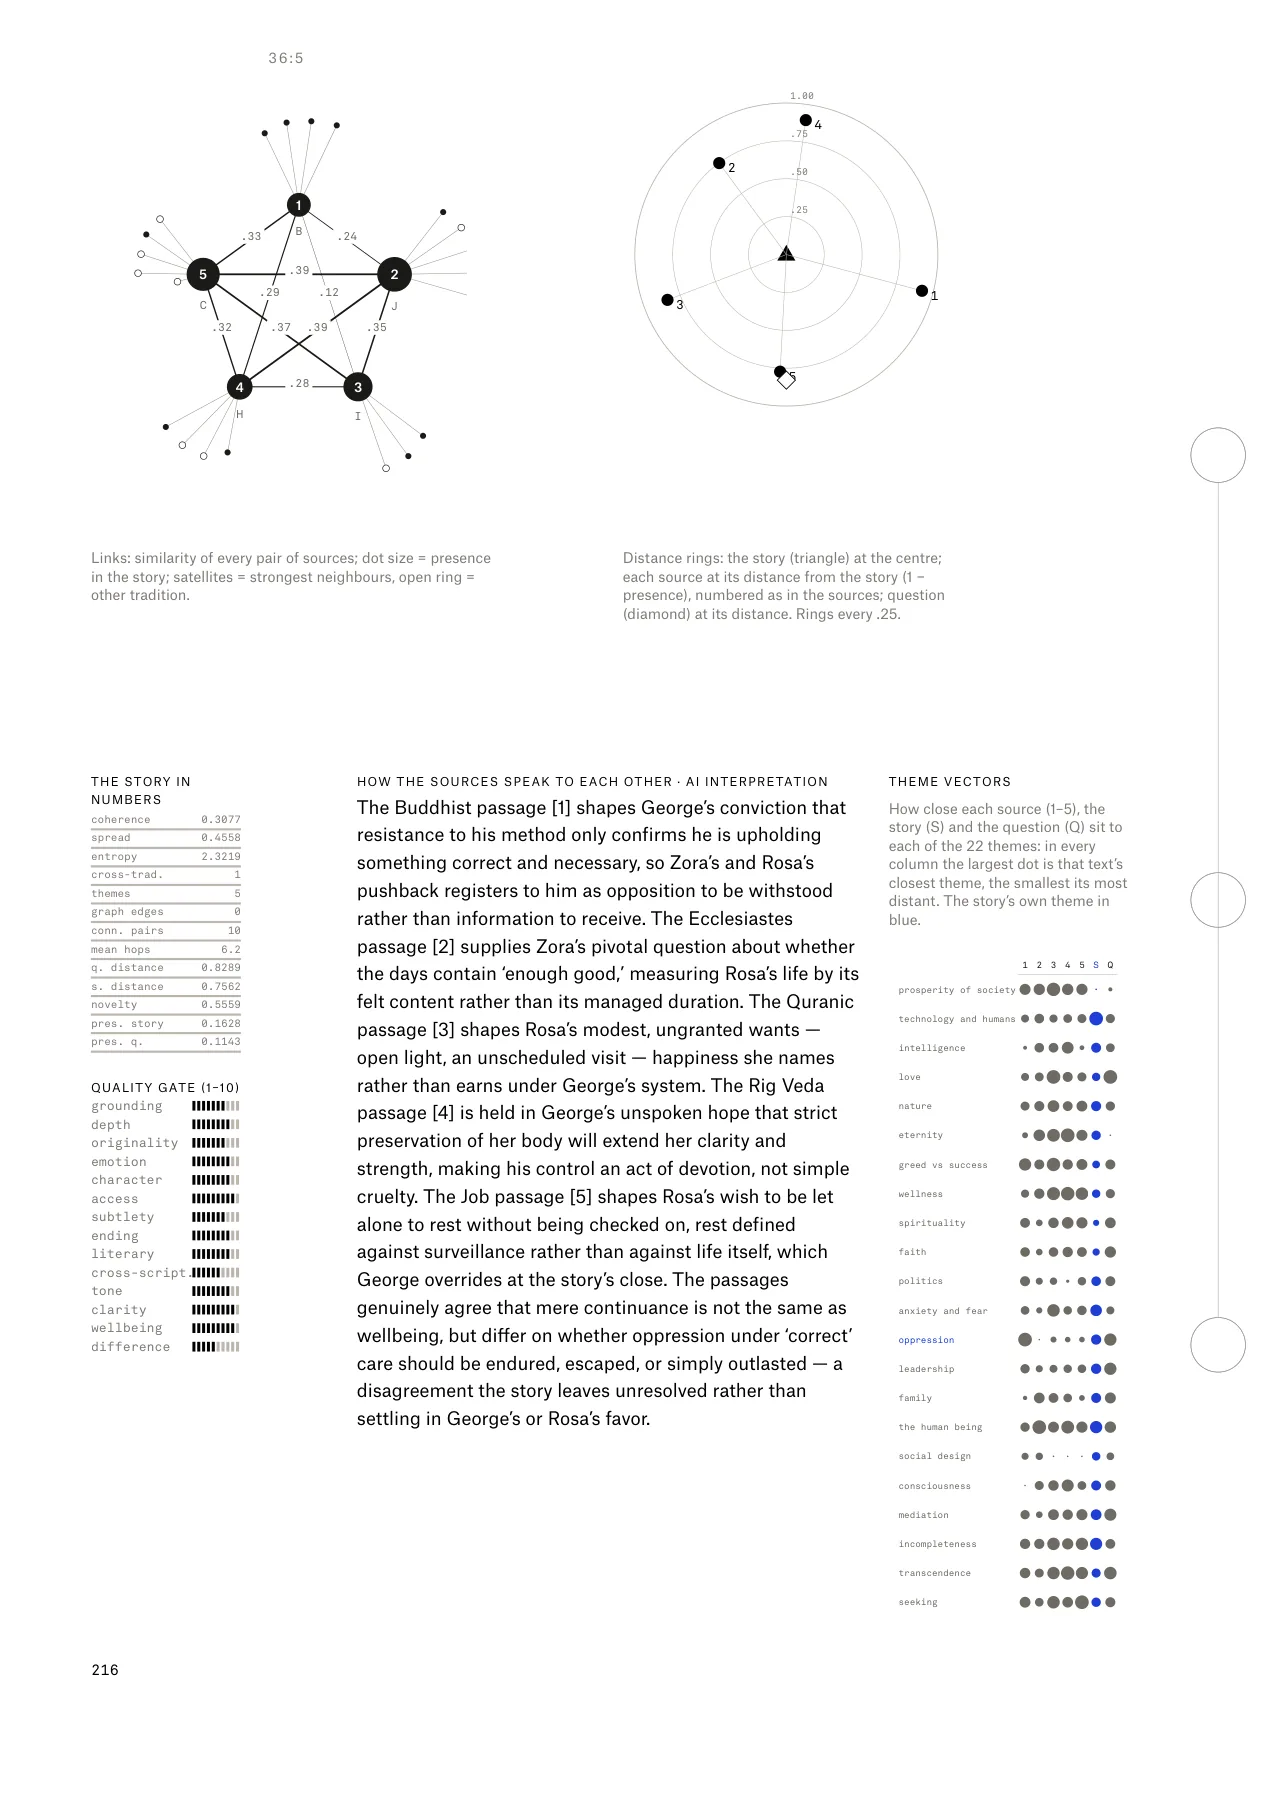 36:5
1
B
.33
.24
5
C
.39
2
J
.29
.12
.32
.37
.39
.35
4
H
.28
3
I
1.00
4
.75
2
.50
.25
1
3
5
Links: similarity of every pair of sources; dot size = presence
in the story; satellites = strongest neighbours, open ring =
other tradition.
Distance rings: the story (triangle) at the centre;
each source at its distance from the story (1 –
presence), numbered as in the sources; question
(diamond) at its distance. Rings every .25.
THE STORY IN
NUMBERS
coherence 0.3077
spread 0.4558
entropy 2.3219
cross-trad. 1
themes 5
graph edges 0
conn. pairs 10
mean hops 6.2
q. distance 0.8289
s. distance 0.7562
novelty 0.5559
pres. story 0.1628
pres. q. 0.1143
QUALITY GATE (1–10)
grounding
depth
originality
emotion
character
access
subtlety
ending
literary
cross-script.
tone
clarity
wellbeing
difference
HOW THE SOURCES SPEAK TO EACH OTHER · AI INTERPRETATION
The Buddhist passage [1] shapes George’s conviction that
resistance to his method only confirms he is upholding
something correct and necessary, so Zora’s and Rosa’s
pushback registers to him as opposition to be withstood
rather than information to receive. The Ecclesiastes
passage [2] supplies Zora’s pivotal question about whether
the days contain ‘enough good,’ measuring Rosa’s life by its
felt content rather than its managed duration. The Quranic
passage [3] shapes Rosa’s modest, ungranted wants —
open light, an unscheduled visit — happiness she names
rather than earns under George’s system. The Rig Veda
passage [4] is held in George’s unspoken hope that strict
preservation of her body will extend her clarity and
strength, making his control an act of devotion, not simple
cruelty. The Job passage [5] shapes Rosa’s wish to be let
alone to rest without being checked on, rest defined
against surveillance rather than against life itself, which
George overrides at the story’s close. The passages
genuinely agree that mere continuance is not the same as
wellbeing, but differ on whether oppression under ‘correct’
care should be endured, escaped, or simply outlasted — a
disagreement the story leaves unresolved rather than
settling in George’s or Rosa’s favor.
THEME VECTORS
How close each source (1–5), the
story (S) and the question (Q) sit to
each of the 22 themes: in every
column the largest dot is that text’s
closest theme, the smallest its most
distant. The story’s own theme in
blue.
1 2 3 4 5 S Q
prosperity of society
technology and humans
intelligence
love
nature
eternity
greed vs success
wellness
spirituality
faith
politics
anxiety and fear
oppression
leadership
family
the human being
social design
consciousness
mediation
incompleteness
transcendence
seeking
216